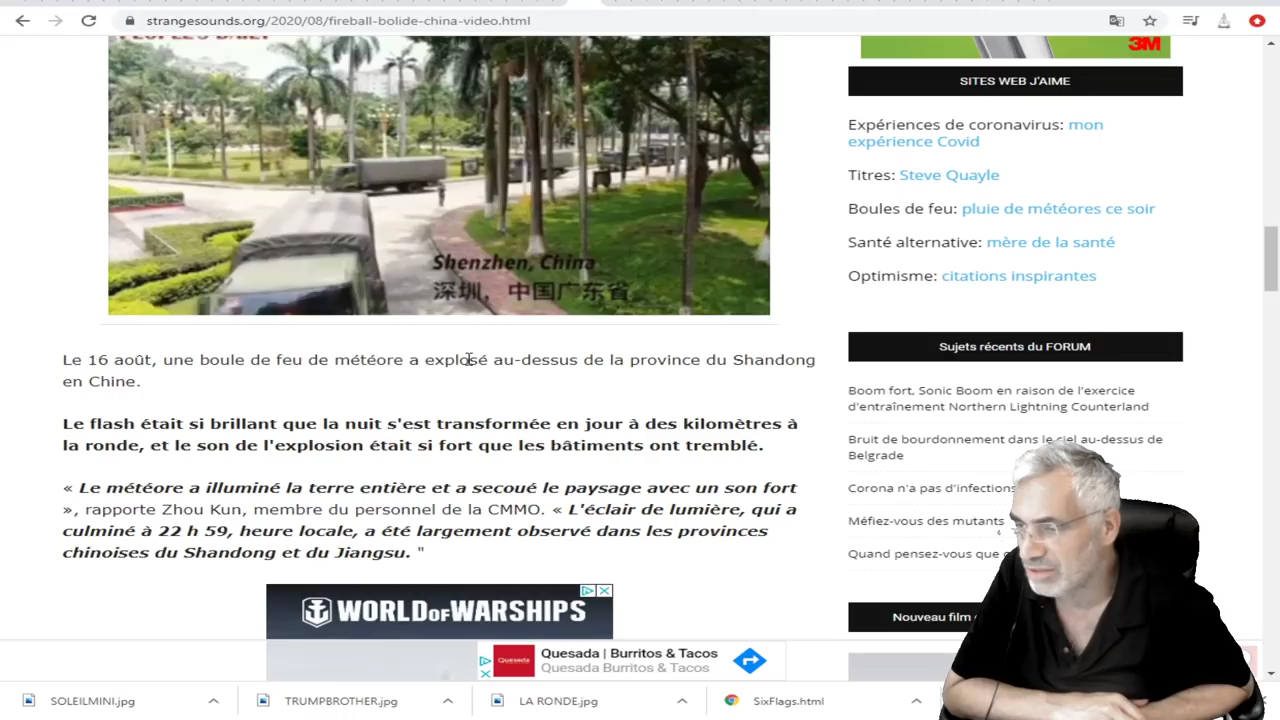 strangesounds.org/2020/08/fireball-bolide-china-video.html
PEOPLE'S DAILY
3M
SITES WEB J'AIME
Expériences de coronavirus: mon
expérience Covid
Titres: Steve Quayle
Boules de feu: pluie de météores ce soir
Santé alternative: mère de la santé
Optimisme: citations inspirantes
Shenzhen, China
深圳，中国广东省
Le 16 août, une boule de feu de météore a explosé au-dessus de la province du Shandong
en Chine.
Le flash était si brillant que la nuit s'est transformée en jour à des kilomètres à
la ronde, et le son de l'explosion était si fort que les bâtiments ont tremblé.
« Le météore a illuminé la terre entière et a secoué le paysage avec un son fort
», rapporte Zhou Kun, membre du personnel de la CMMO. « L'éclair de lumière, qui a
culminé à 22 h 59, heure locale, a été largement observé dans les provinces
chinoises du Shandong et du Jiangsu. "
Sujets récents du FORUM
Boom fort, Sonic Boom en raison de l'exercice
d'entraînement Northern Lightning Counterland
Bruit de bourdonnement dans le ciel au-dessus de
Belgrade
Corona n'a pas d'infections
Méfiez-vous des mutants
Quand pensez-vous que
Nouveau film
WORLD OF WARSHIPS
Quesada
Quesada | Burritos & Tacos
Quesada Burritos & Tacos
SOLEILMINI.jpg
TRUMPBROTHER.jpg
LA RONDE.jpg
SixFlags.html